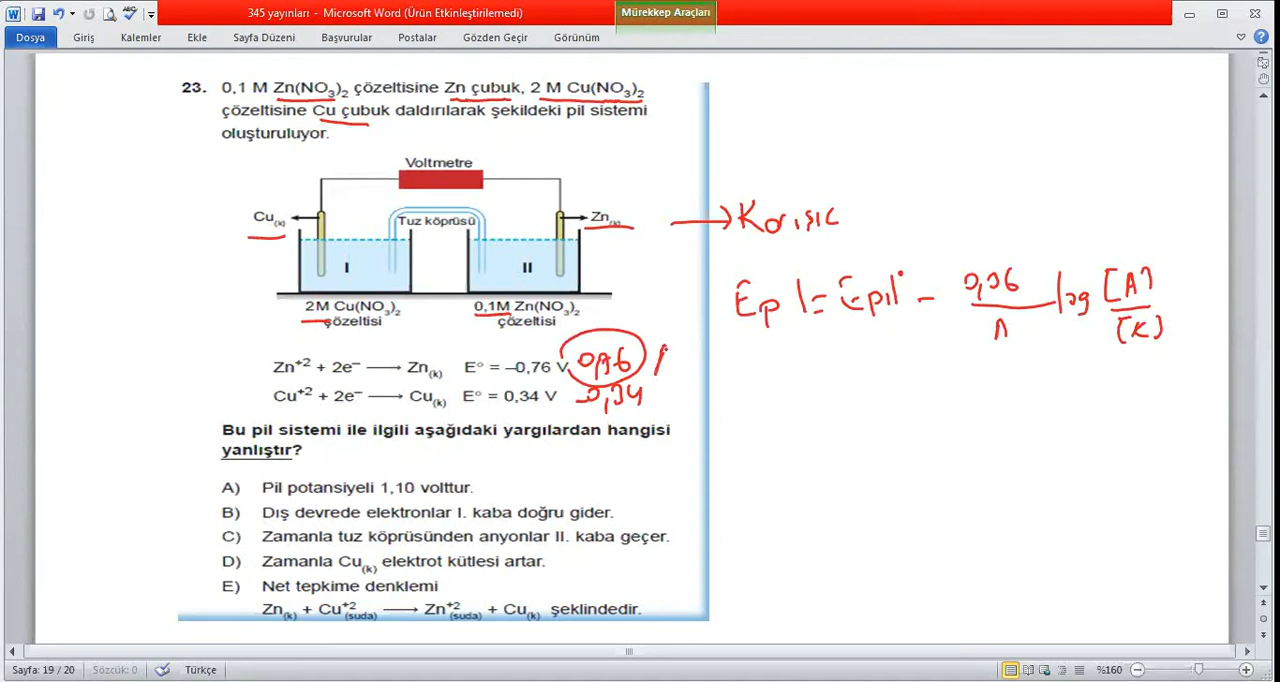 345 yayınları - Microsoft Word (Ürün Etkinleştirilemedi)
Mürekkep Araçları
Dosya Giriş Kalemler Ekle Sayfa Düzeni Başvurular Postalar Gözden Geçir Görünüm
23. 0,1 M Zn(NO3)2 çözeltisine Zn çubuk, 2 M Cu(NO3)2
çözeltisine Cu çubuk daldırılarak şekildeki pil sistemi
oluşturuluyor.
Voltmetre
Cu(k)
Tuz köprüsü
Zn(k)
I
II
2M Cu(NO3)2
çözeltisi
0,1M Zn(NO3)2
çözeltisi
Zn+2 + 2e– ⟶ Zn(k) E° = –0,76 V
0,76
Cu+2 + 2e– ⟶ Cu(k) E° = 0,34 V
-0,34
Bu pil sistemi ile ilgili aşağıdaki yargılardan hangisi
yanlıştır?
A) Pil potansiyeli 1,10 volttur.
B) Dış devrede elektronlar I. kaba doğru gider.
C) Zamanla tuz köprüsünden anyonlar II. kaba geçer.
D) Zamanla Cu(k) elektrot kütlesi artar.
E) Net tepkime denklemi
Zn(k) + Cu+2(suda) ⟶ Zn+2(suda) + Cu(k) şeklindedir.
log [A]
[K]
Sayfa: 19 / 20 Sözcük: 0 Türkçe
%160